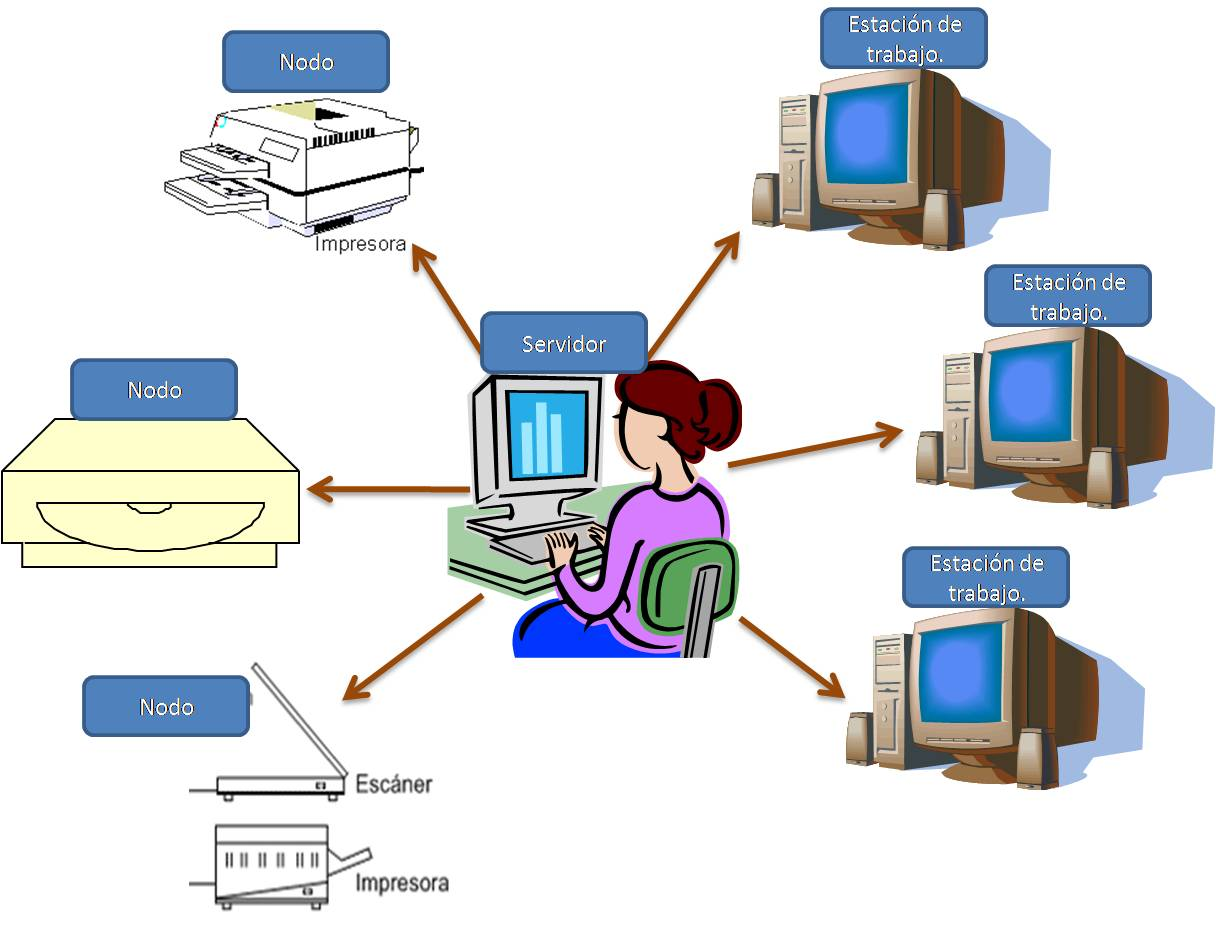 Nodo
Estación de
trabajo.
Impresora
Estación de
trabajo.
Servidor
Nodo
Estación de
trabajo.
Nodo
Escáner
Impresora